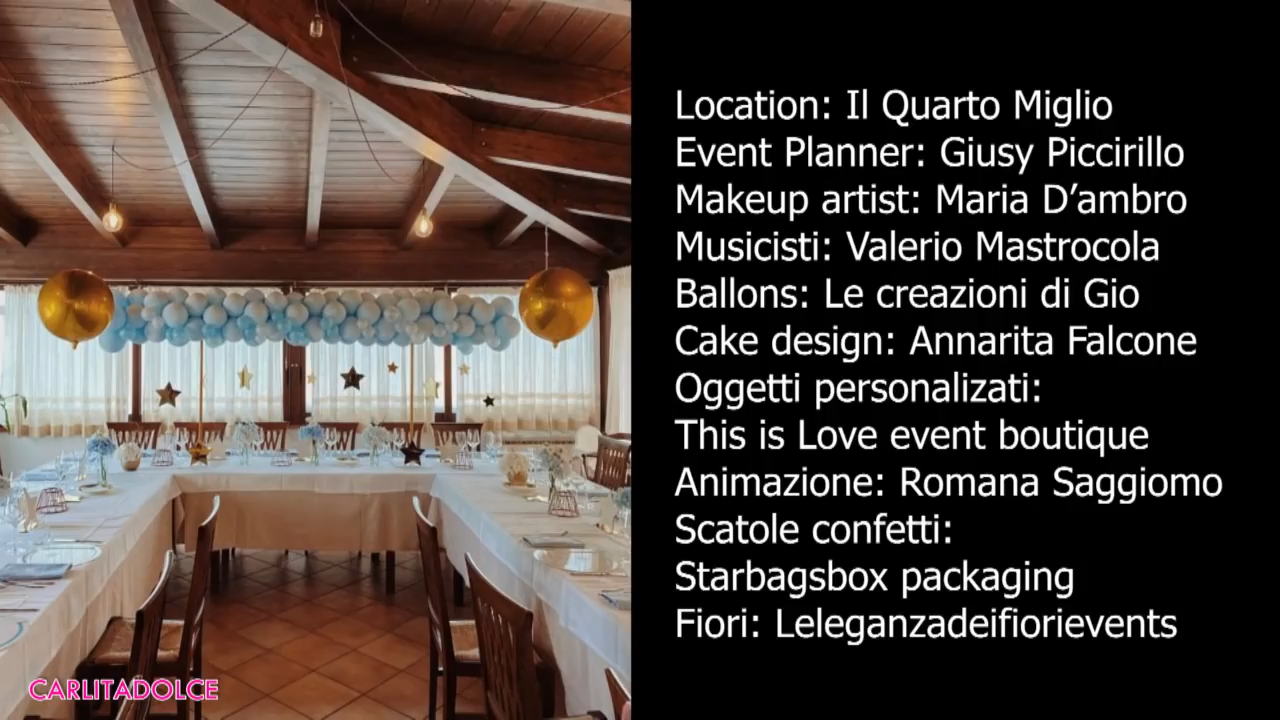 Location: Il Quarto Miglio
Event Planner: Giusy Piccirillo
Makeup artist: Maria D’ambro
Musicisti: Valerio Mastrocola
Ballons: Le creazioni di Gio
Cake design: Annarita Falcone
Oggetti personalizati:
This is Love event boutique
Animazione: Romana Saggiomo
Scatole confetti:
Starbagsbox packaging
Fiori: Leleganzadeifiorievents
CARLITADOLCE